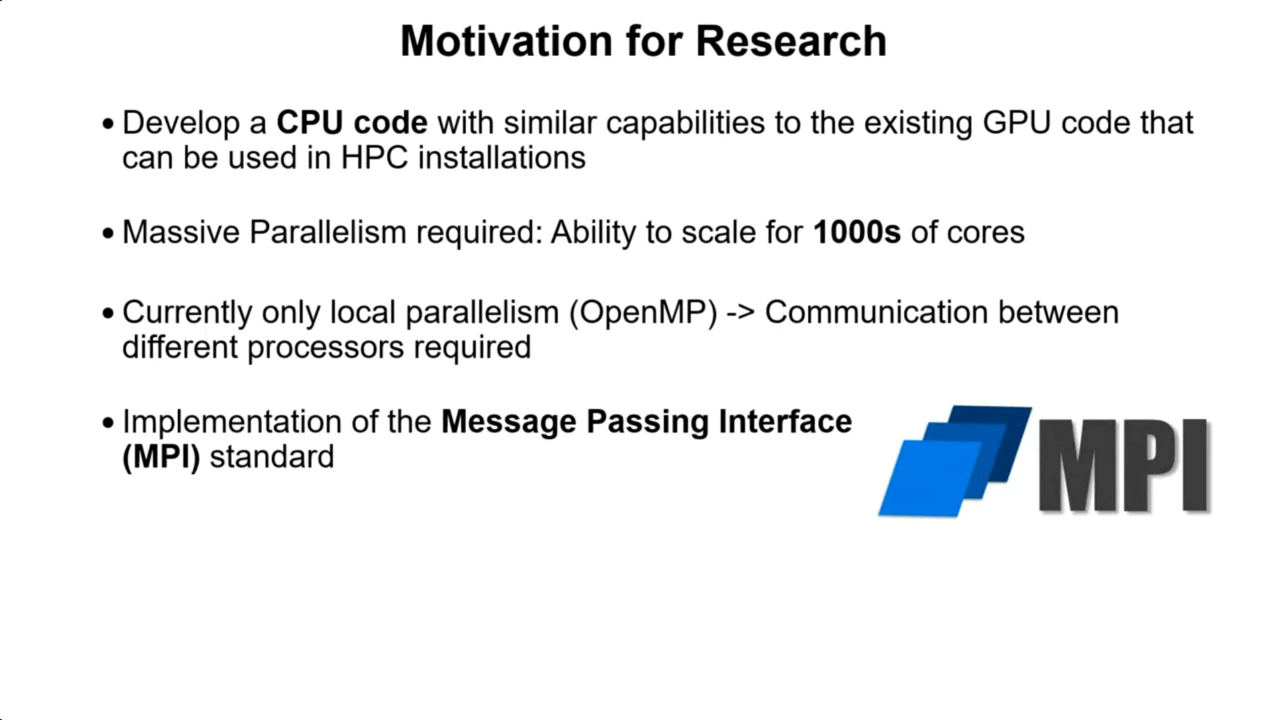 Motivation for Research
• Develop a CPU code with similar capabilities to the existing GPU code that
can be used in HPC installations
• Massive Parallelism required: Ability to scale for 1000s of cores
• Currently only local parallelism (OpenMP) -> Communication between
different processors required
• Implementation of the Message Passing Interface
(MPI) standard
MPI